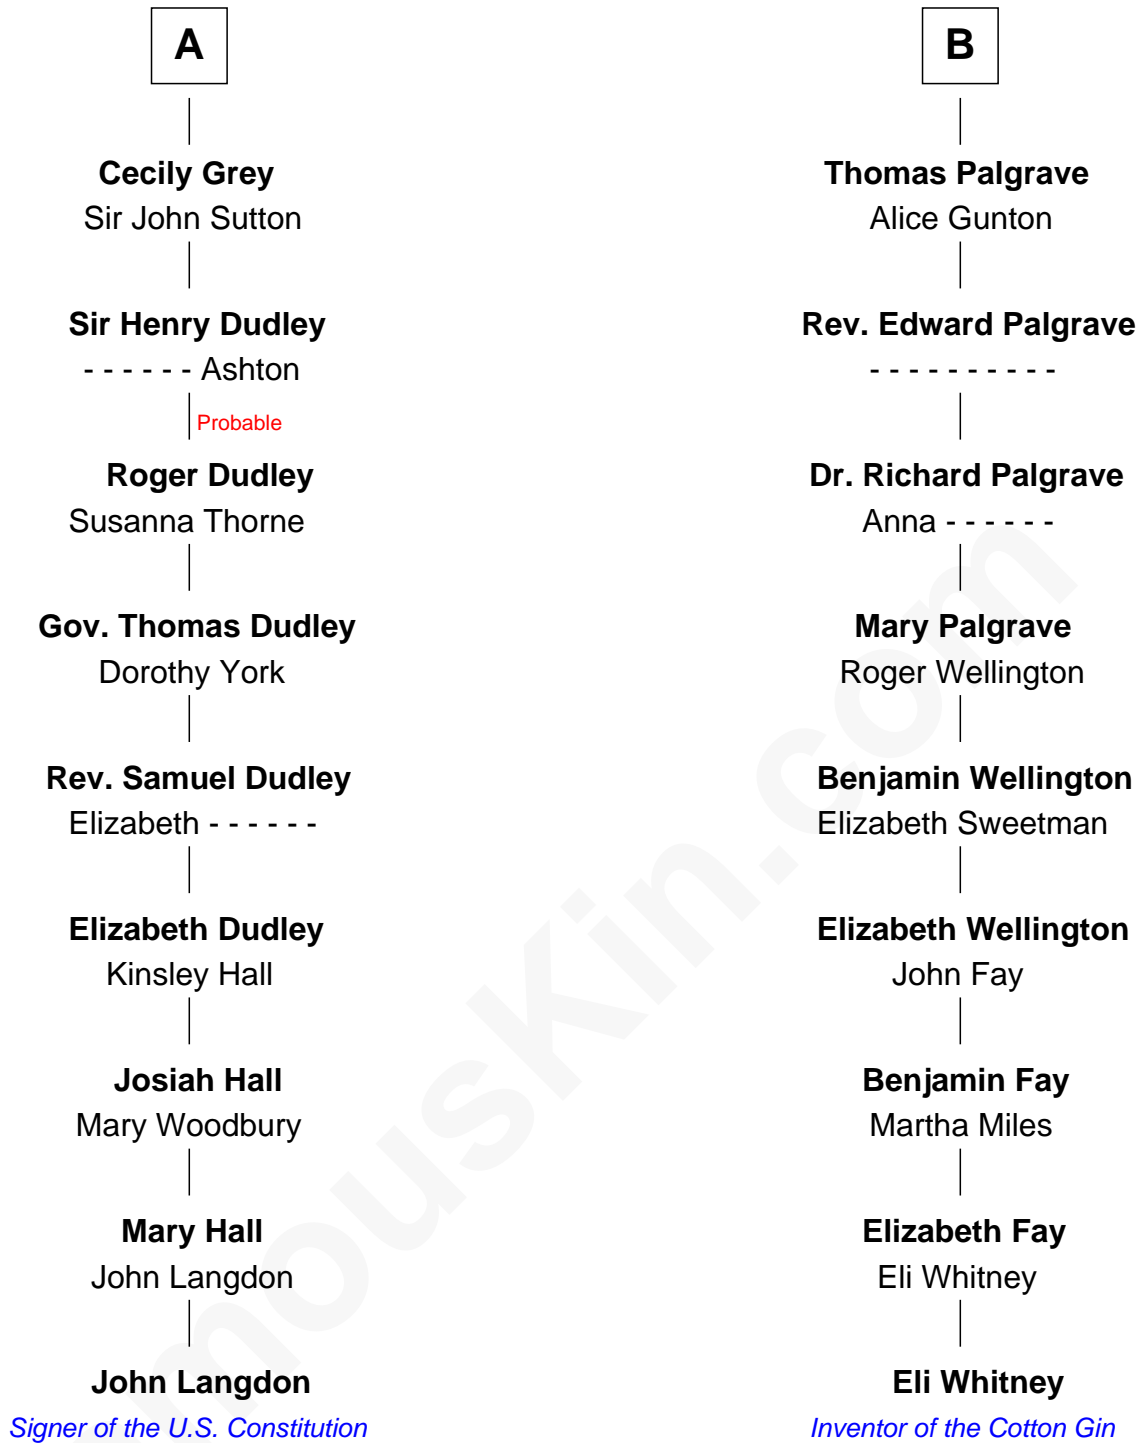 A
Cecily Grey
Sir John Sutton
Sir Henry Dudley
- - - - - - Ashton
Probable
Roger Dudley
Susanna Thorne
Gov. Thomas Dudley
Dorothy York
Rev. Samuel Dudley
Elizabeth - - - - - -
Elizabeth Dudley
Kinsley Hall
Josiah Hall
Mary Woodbury
Mary Hall
John Langdon
John Langdon
Signer of the U.S. Constitution
B
Thomas Palgrave
Alice Gunton
Rev. Edward Palgrave
- - - - - - - - - -
Dr. Richard Palgrave
Anna - - - - - -
Mary Palgrave
Roger Wellington
Benjamin Wellington
Elizabeth Sweetman
Elizabeth Wellington
John Fay
Benjamin Fay
Martha Miles
Elizabeth Fay
Eli Whitney
Eli Whitney
Inventor of the Cotton Gin
mousKin.com